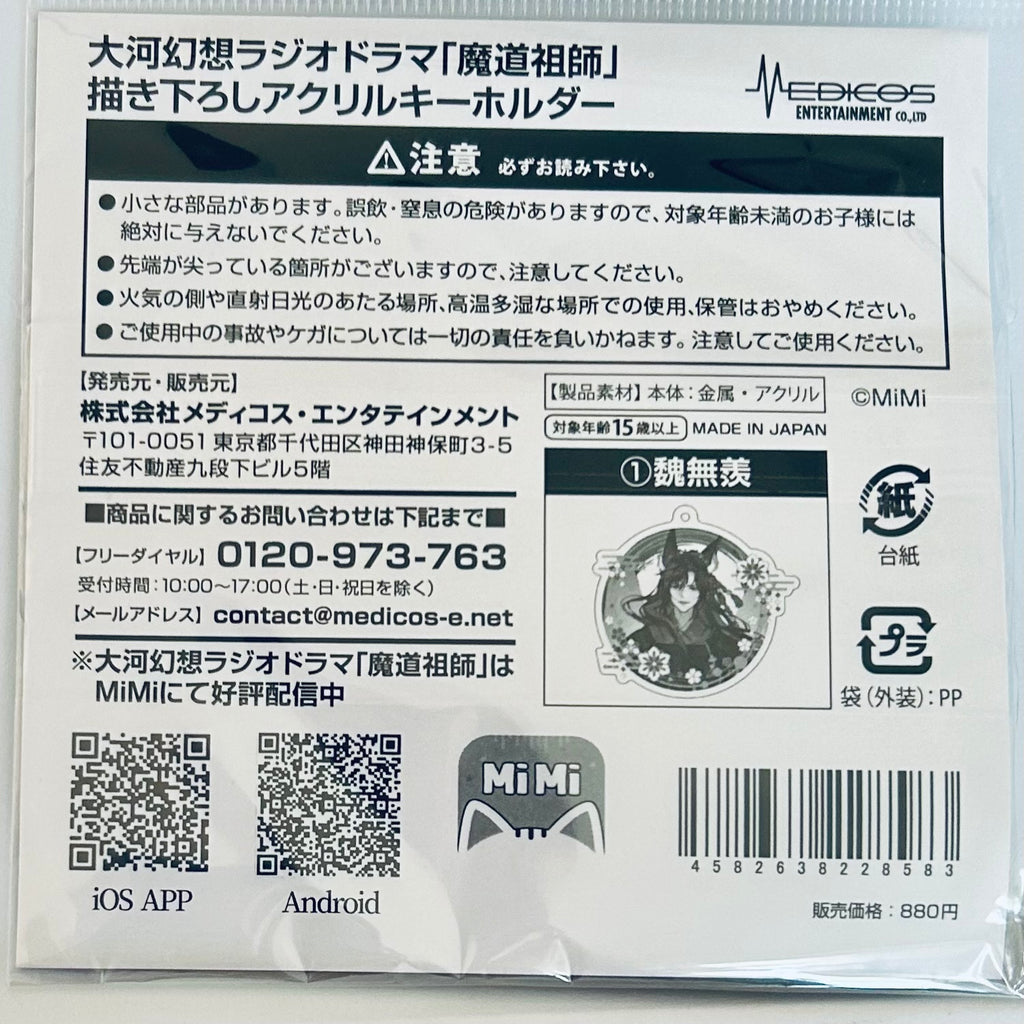 大河幻想ラジオドラマ「魔道祖師」
描き下ろしアクリルキーホルダー
MEDICOS
ENTERTAINMENT CO.,LTD
⚠注意 必ずお読み下さい。
●小さな部品があります。誤飲・窒息の危険がありますので、対象年齢未満のお子様には
絶対に与えないでください。
●先端が尖っている箇所がございますので、注意してください。
●火気の側や直射日光のあたる場所、高温多湿な場所での使用、保管はおやめください。
●ご使用中の事故やケガについては一切の責任を負いかねます。注意してご使用ください。
【発売元・販売元】
株式会社メディコス・エンタテインメント
〒101-0051 東京都千代田区神田神保町3-5
住友不動産九段下ビル5階
■商品に関するお問い合わせは下記まで■
【フリーダイヤル】0120-973-763
受付時間:10:00〜17:00(土・日・祝日を除く)
【メールアドレス】contact@medicos-e.net
※大河幻想ラジオドラマ「魔道祖師」は
MiMiにて好評配信中
【製品素材】本体:金属・アクリル
©MiMi
対象年齢15歳以上 MADE IN JAPAN
①魏無羨
紙
台紙
プラ
袋(外装):PP
iOS APP
Android
MiMi
4582638228583
販売価格:880円